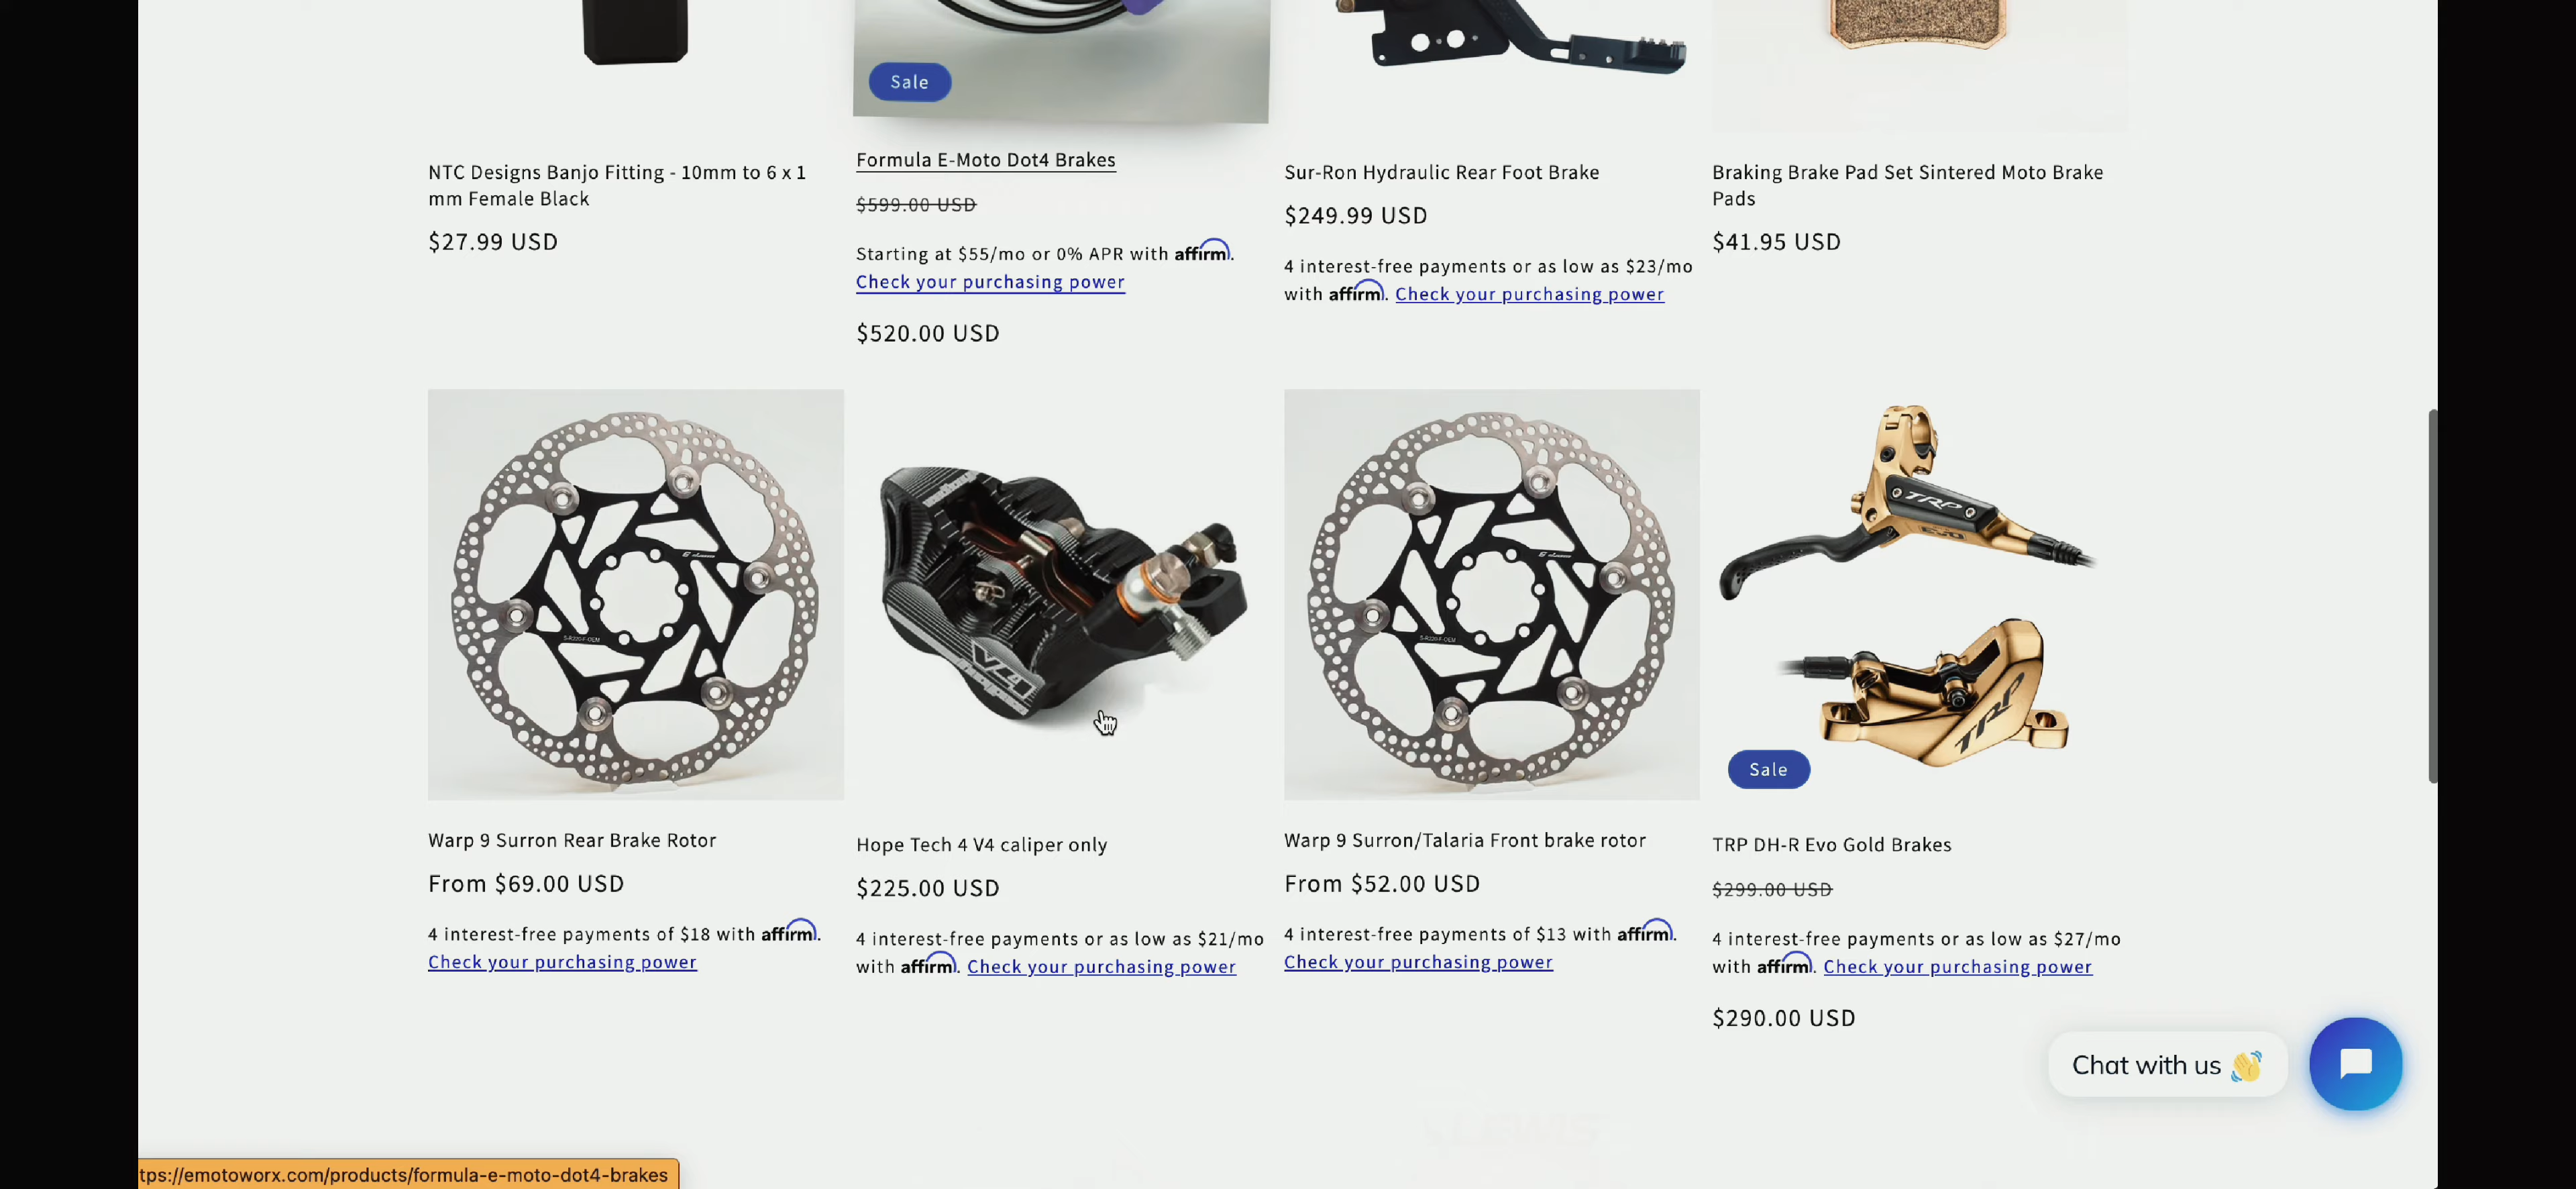 Sale
NTC Designs Banjo Fitting - 10mm to 6 x 1
mm Female Black
$27.99 USD
Formula E-Moto Dot4 Brakes
$599.00 USD
Starting at $55/mo or 0% APR with affirm.
Check your purchasing power
$520.00 USD
Sur-Ron Hydraulic Rear Foot Brake
$249.99 USD
4 interest-free payments or as low as $23/mo
with affirm. Check your purchasing power
Braking Brake Pad Set Sintered Moto Brake
Pads
$41.95 USD
V4
hope
TRP
EVO
TRP
Sale
Warp 9 Surron Rear Brake Rotor
From $69.00 USD
4 interest-free payments of $18 with affirm.
Check your purchasing power
Hope Tech 4 V4 caliper only
$225.00 USD
4 interest-free payments or as low as $21/mo
with affirm. Check your purchasing power
Warp 9 Surron/Talaria Front brake rotor
From $52.00 USD
4 interest-free payments of $13 with affirm.
Check your purchasing power
TRP DH-R Evo Gold Brakes
$299.00 USD
4 interest-free payments or as low as $27/mo
with affirm. Check your purchasing power
$290.00 USD
Chat with us 👋
tps://emotoworx.com/products/formula-e-moto-dot4-brakes